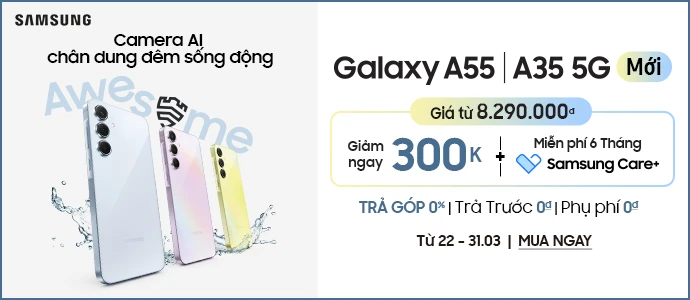 SAMSUNG
Camera AI
chân dung đêm sống động
Awesome
Galaxy A55 | A35 5G Mới
Giá từ 8.290.000đ
Giảm ngay 300K + Miễn phí 6 Tháng Samsung Care+
TRẢ GÓP 0% | Trả Trước 0đ | Phụ phí 0đ
Từ 22 - 31.03 | MUA NGAY